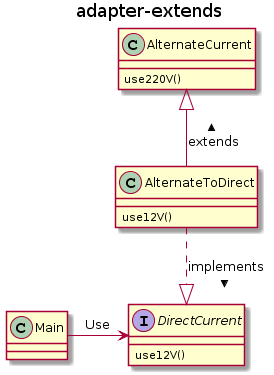 adapter-extends
C AlternateCurrent
use220V()
▲
extends
C AlternateToDirect
use12V()
implements
▼
C Main
Use
I DirectCurrent
use12V()